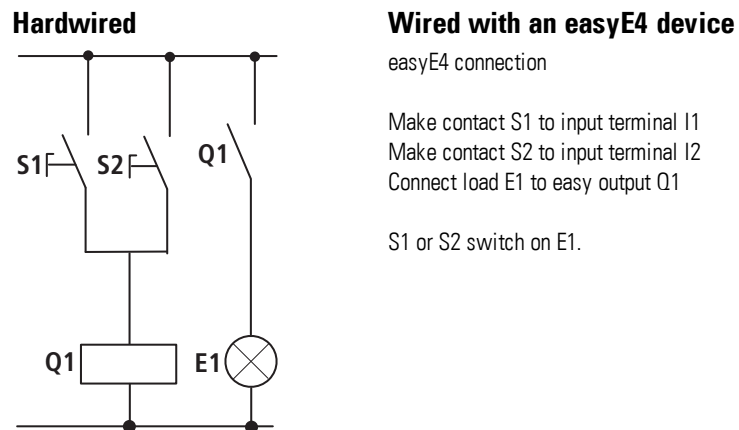 Hardwired
S1
S2
Q1
Q1
E1
Wired with an easyE4 device
easyE4 connection
Make contact S1 to input terminal I1
Make contact S2 to input terminal I2
Connect load E1 to easy output Q1
S1 or S2 switch on E1.